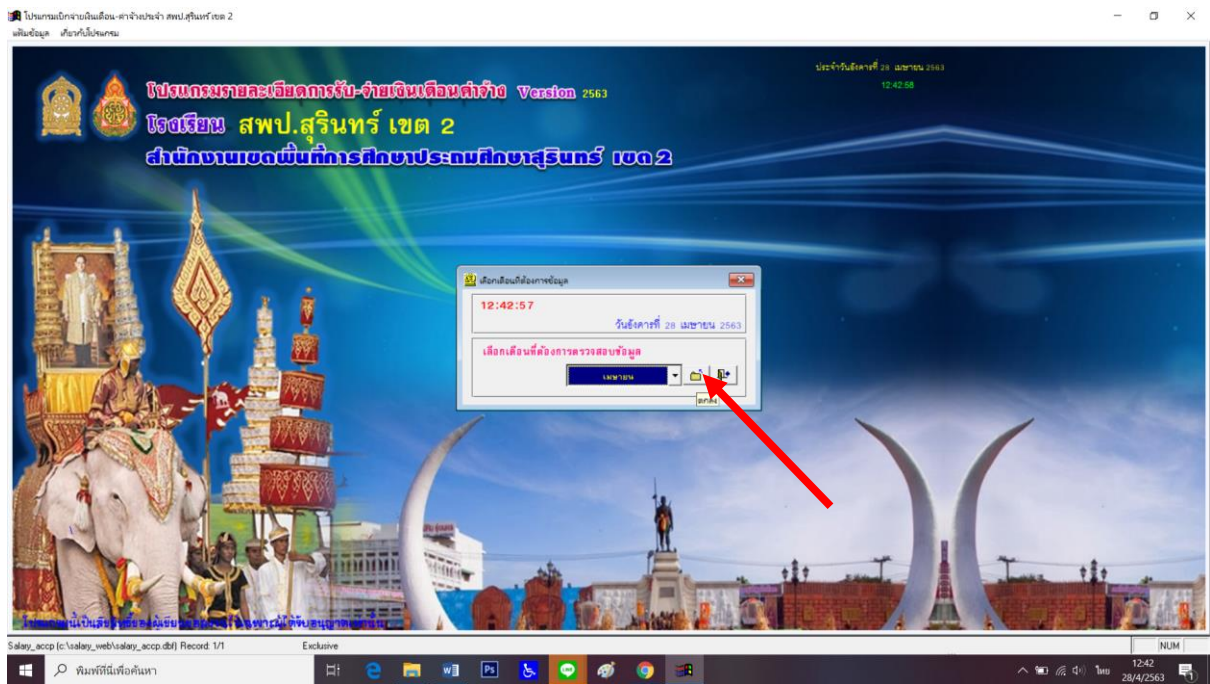 โปรแกรมเบิกจ่ายเงินเดือน-ค่าจ้างประจำ สพป.สุรินทร์ เขต 2
แฟ้มข้อมูล เกี่ยวกับโปรแกรม
ประจำวันอังคารที่ 28 เมษายน 2563
12:42:58
โปรแกรมรายละเอียดการรับ-จ่ายเงินเดือนค่าจ้าง Version 2563
โรงเรียน สพป.สุรินทร์ เขต 2
สำนักงานเขตพื้นที่การศึกษาประถมศึกษาสุรินทร์ เขต 2
เลือกเดือนที่ต้องการข้อมูล
12:42:57
วันอังคารที่ 28 เมษายน 2563
เลือกเดือนที่ต้องการตรวจสอบข้อมูล
เมษายน
ตกลง
Salary_accp (c:\salary_web\salary_accp.dbf) Record: 1/1 Exclusive NUM
พิมพ์ที่นี่เพื่อค้นหา
ไทย
12:42
28/4/2563